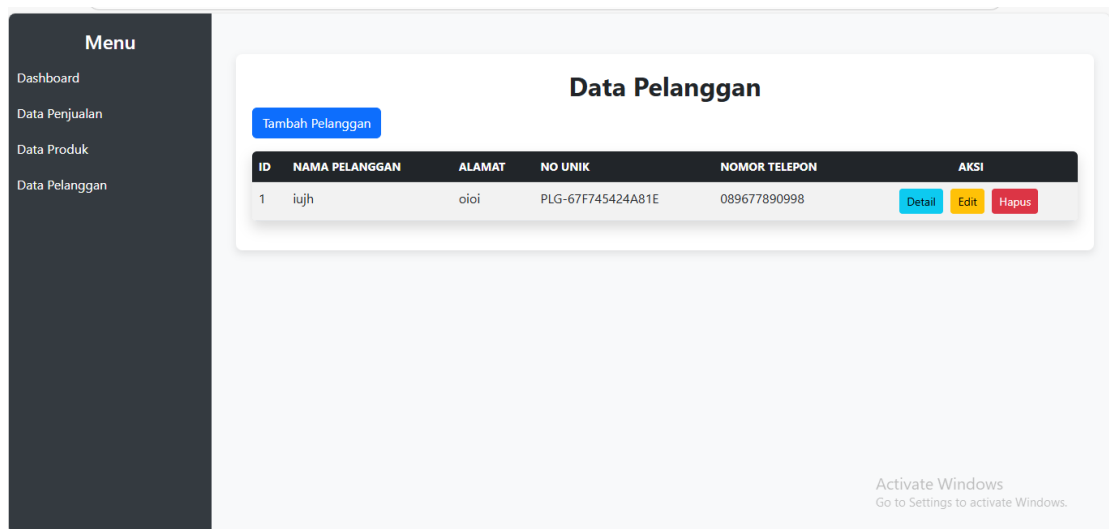 Menu
Dashboard
Data Penjualan
Data Produk
Data Pelanggan
Data Pelanggan
Tambah Pelanggan
ID NAMA PELANGGAN ALAMAT NO UNIK NOMOR TELEPON AKSI
1 iujh oioi PLG-67F745424A81E 089677890998 Detail Edit Hapus
Activate Windows
Go to Settings to activate Windows.